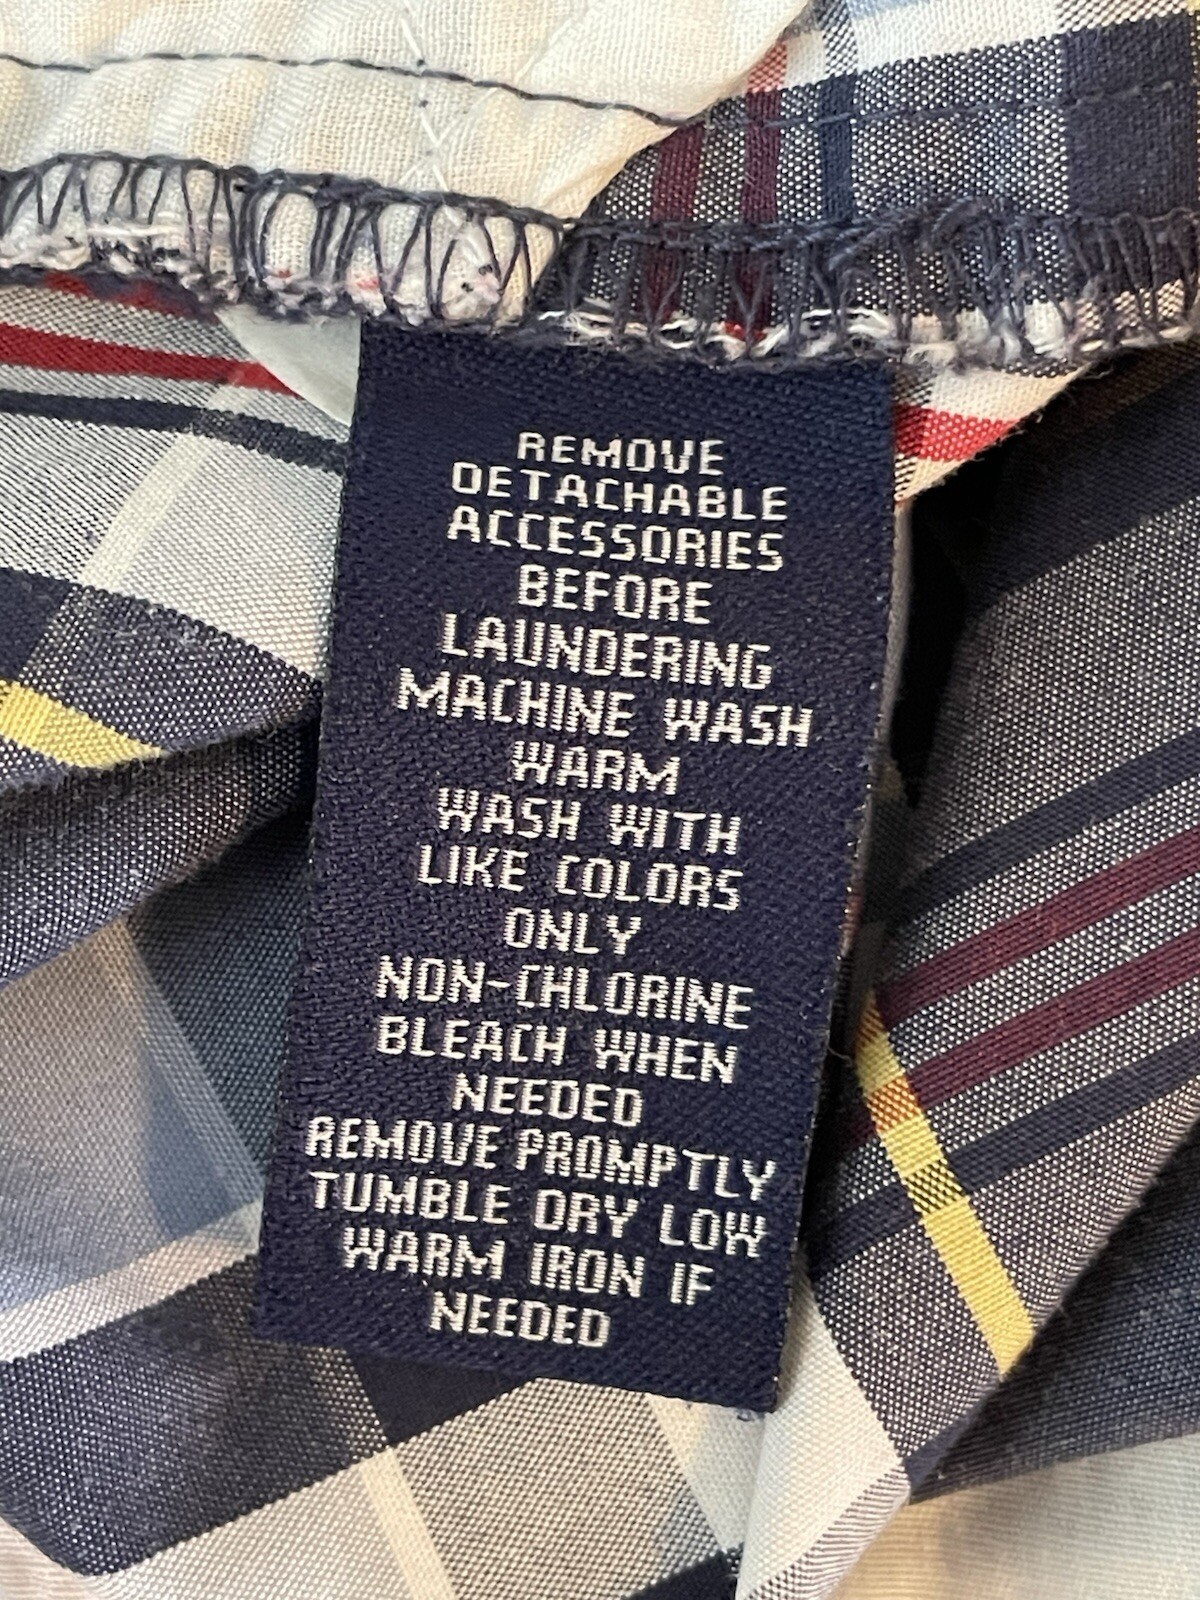 REMOVE
DETACHABLE
ACCESSORIES
BEFORE
LAUNDERING
MACHINE WASH
WARM
WASH WITH
LIKE COLORS
ONLY
NON-CHLORINE
BLEACH WHEN
NEEDED
REMOVE PROMPTLY
TUMBLE DRY LOW
WARM IRON IF
NEEDED